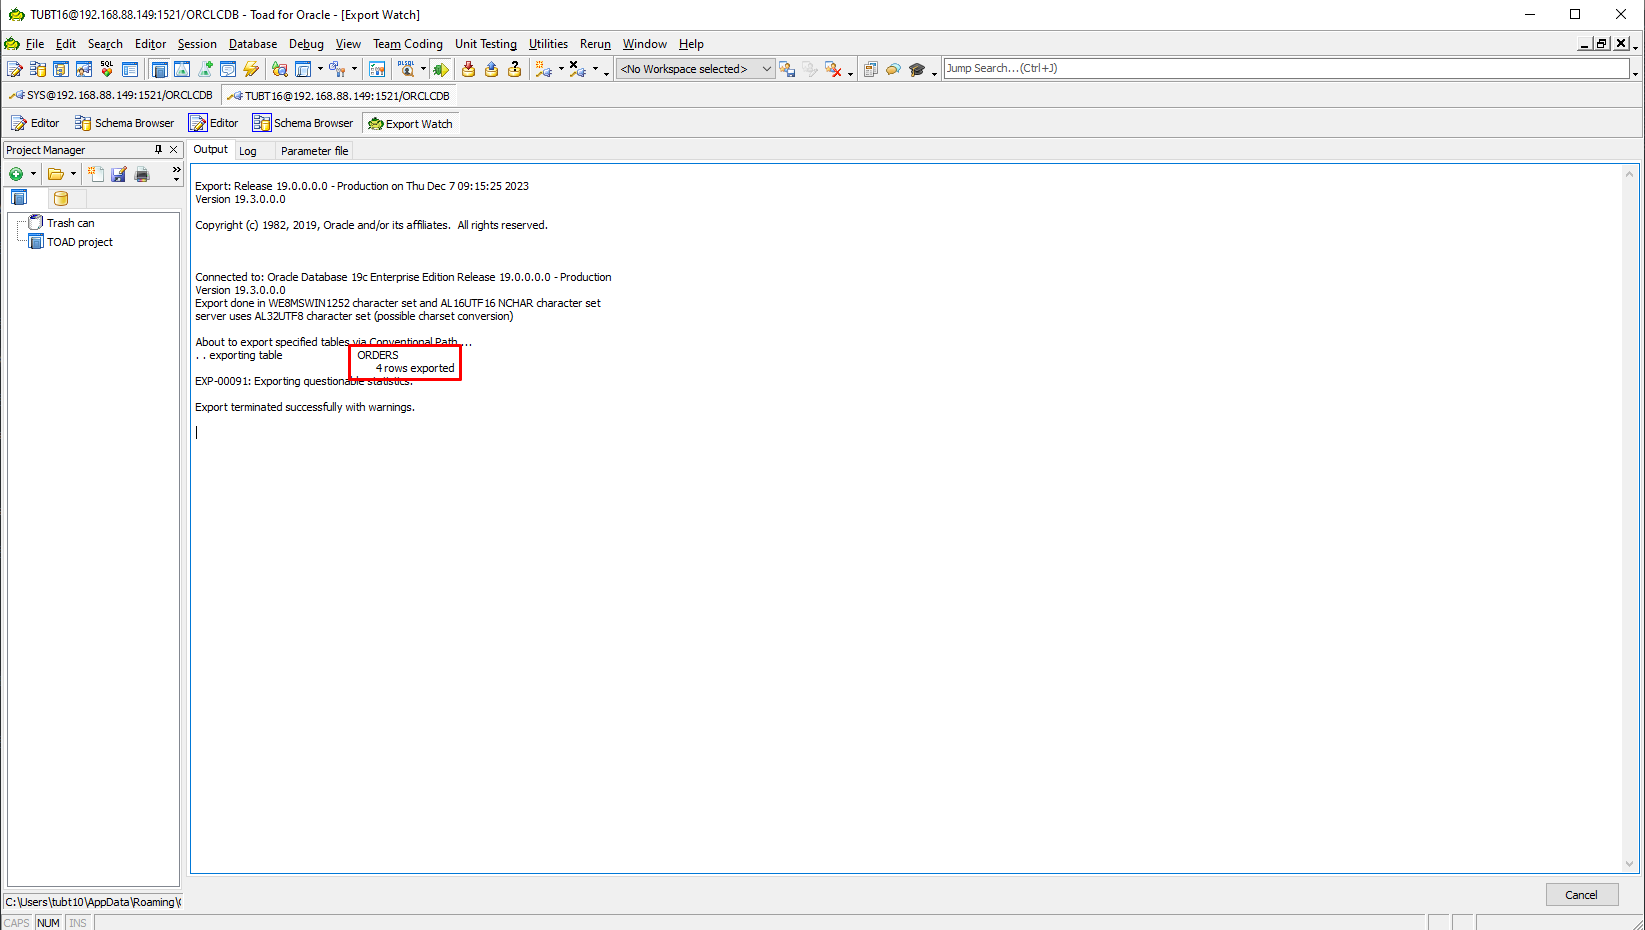 TUBT16@192.168.88.149:1521/ORCLCDB - Toad for Oracle - [Export Watch]
File Edit Search Editor Session Database Debug View Team Coding Unit Testing Utilities Rerun Window Help
SQL
PLSQL
<No Workspace selected>
Jump Search...(Ctrl+J)
SYS@192.168.88.149:1521/ORCLCDB
TUBT16@192.168.88.149:1521/ORCLCDB
Editor
Schema Browser
Editor
Schema Browser
Export Watch
Project Manager
Output
Log
Parameter file
Trash can
TOAD project
Export: Release 19.0.0.0.0 - Production on Thu Dec 7 09:15:25 2023
Version 19.3.0.0.0
Copyright (c) 1982, 2019, Oracle and/or its affiliates.  All rights reserved.
Connected to: Oracle Database 19c Enterprise Edition Release 19.0.0.0.0 - Production
Version 19.3.0.0.0
Export done in WE8MSWIN1252 character set and AL16UTF16 NCHAR character set
server uses AL32UTF8 character set (possible charset conversion)
About to export specified tables via Conventional Path ...
. . exporting table ORDERS
4 rows exported
EXP-00091: Exporting questionable statistics.
Export terminated successfully with warnings.
C:\Users\tubt10\AppData\Roaming\
Cancel
CAPS NUM INS